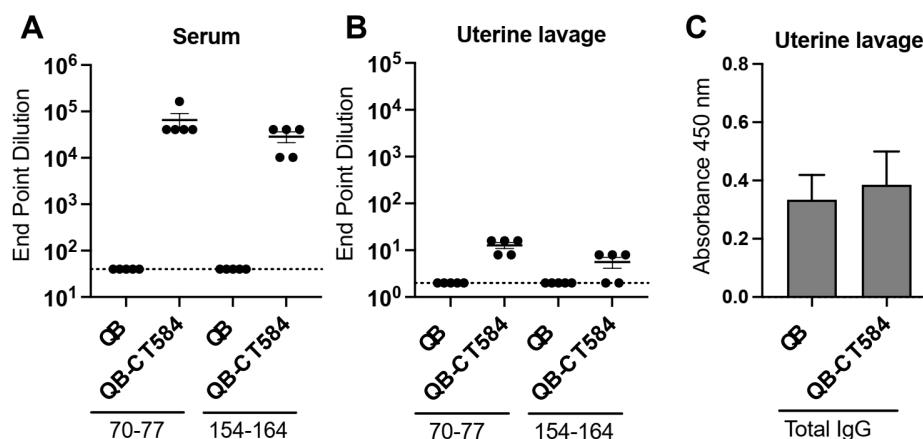 A
Serum
End Point Dilution
10^6
10^5
10^4
10^3
10^2
10^1
QB
QB-CT584
QB
QB-CT584
70-77
154-164
B
Uterine lavage
End Point Dilution
10^5
10^4
10^3
10^2
10^1
10^0
QB
QB-CT584
QB
QB-CT584
70-77
154-164
C
Uterine lavage
Absorbance 450 nm
0.8
0.6
0.4
0.2
0.0
QB
QB-CT584
Total IgG